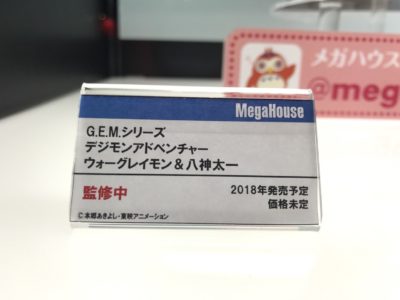 メガハウス
@meg
MegaHouse
G.E.M.シリーズ
デジモンアドベンチャー
ウォーグレイモン&八神太一
監修中
2018年発売予定
価格未定
©本郷あきよし・東映アニメーション